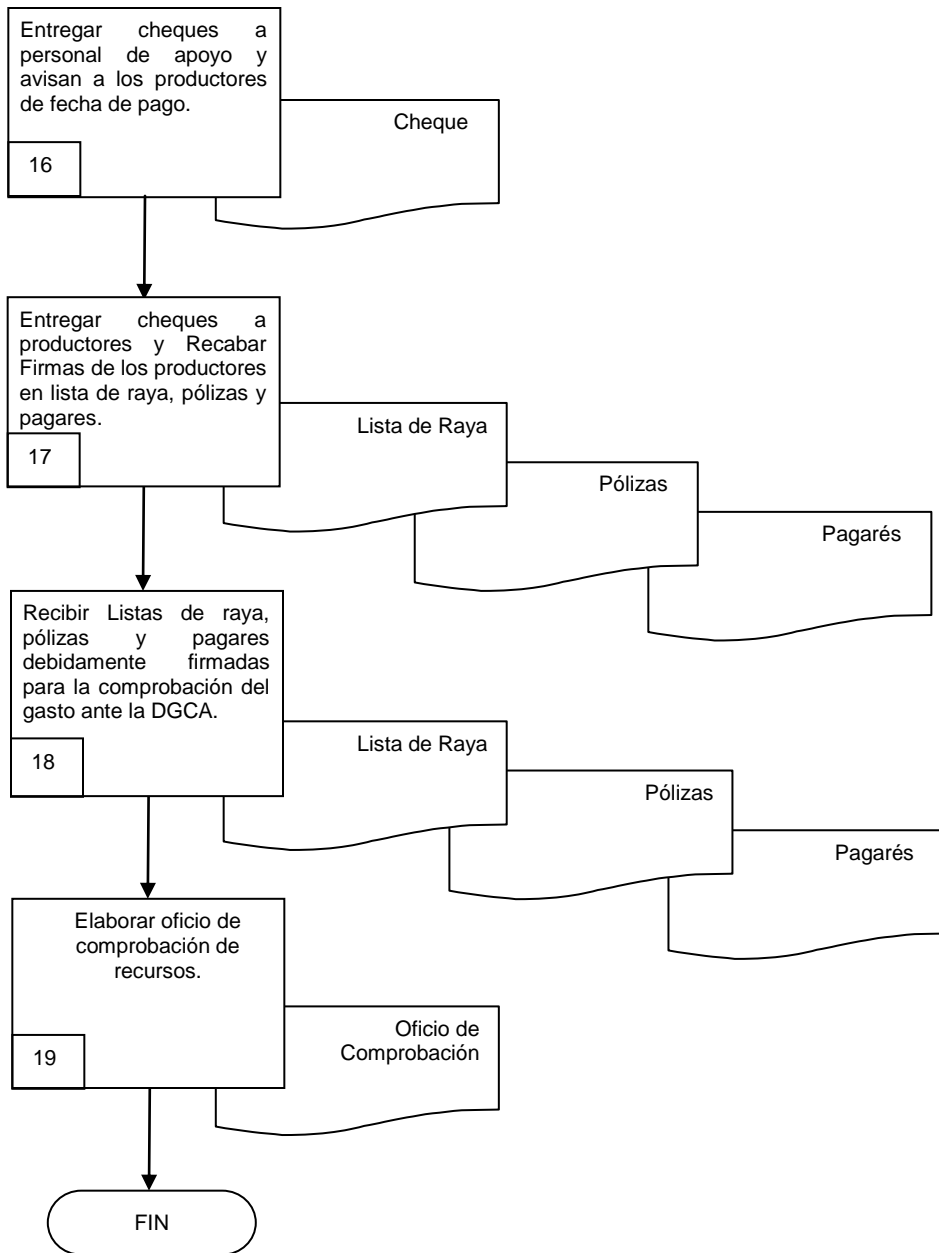 Entregar cheques a
personal de apoyo y
avisan a los productores
de fecha de pago.
16
Cheque
Entregar cheques a
productores y Recabar
Firmas de los productores
en lista de raya, pólizas y
pagares.
17
Lista de Raya
Pólizas
Pagarés
Recibir Listas de raya,
pólizas y pagares
debidamente firmadas
para la comprobación del
gasto ante la DGCA.
18
Lista de Raya
Pólizas
Pagarés
Elaborar oficio de
comprobación de
recursos.
19
Oficio de
Comprobación
FIN